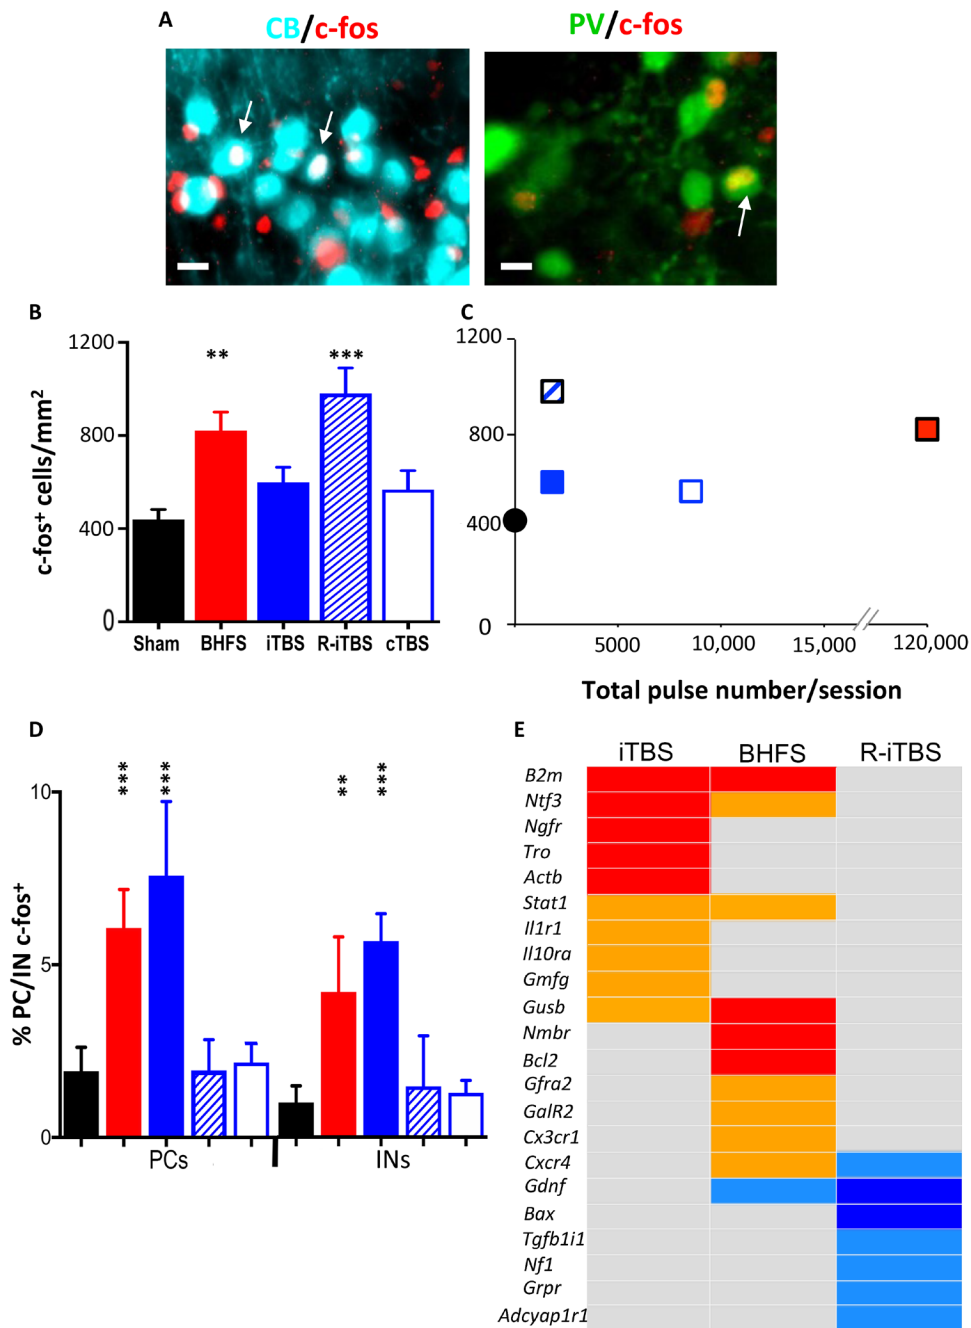 A
CB/c-fos
PV/c-fos
B
C
1200
800
400
0
c-fos⁺ cells/mm²
**
***
Sham BHFS iTBS R-iTBS cTBS
1200
800
400
0
5000 10,000 15,000 120,000
Total pulse number/session
D
E
10
5
0
% PC/IN c-fos⁺
***
***
**
***
PCs INs
iTBS BHFS R-iTBS
B2m
Ntf3
Ngfr
Tro
Actb
Stat1
Il1r1
Il10ra
Gmfg
Gusb
Nmbr
Bcl2
Gfra2
GalR2
Cx3cr1
Cxcr4
Gdnf
Bax
Tgfb1i1
Nf1
Grpr
Adcyap1r1